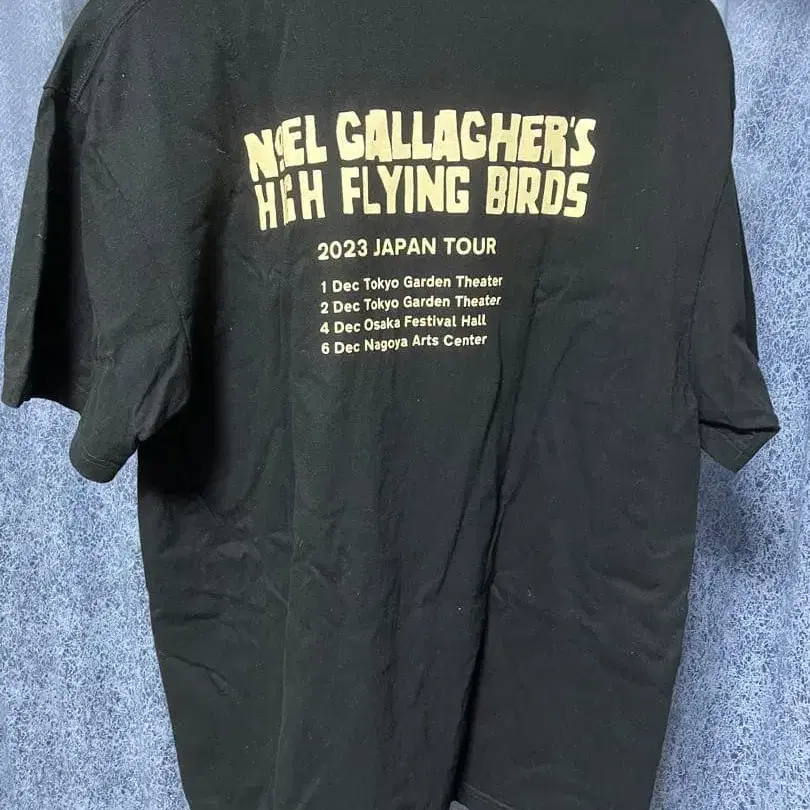 NOEL GALLAGHER'S
HIGH FLYING BIRDS
2023 JAPAN TOUR
1 Dec Tokyo Garden Theater
2 Dec Tokyo Garden Theater
4 Dec Osaka Festival Hall
6 Dec Nagoya Arts Center